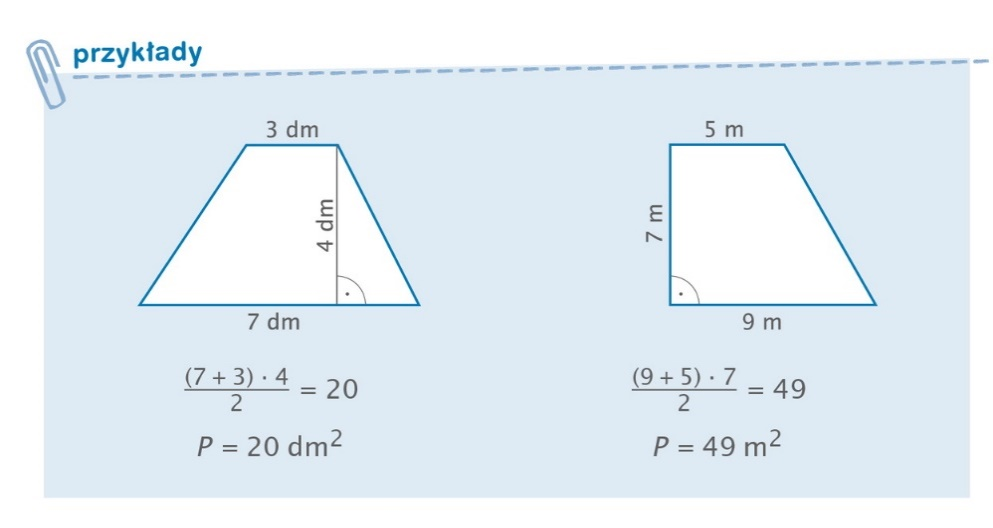 przykłady
3 dm
4 dm
7 dm
(7 + 3) · 4
2
= 20
P = 20 dm²
5 m
7 m
9 m
(9 + 5) · 7
2
= 49
P = 49 m²